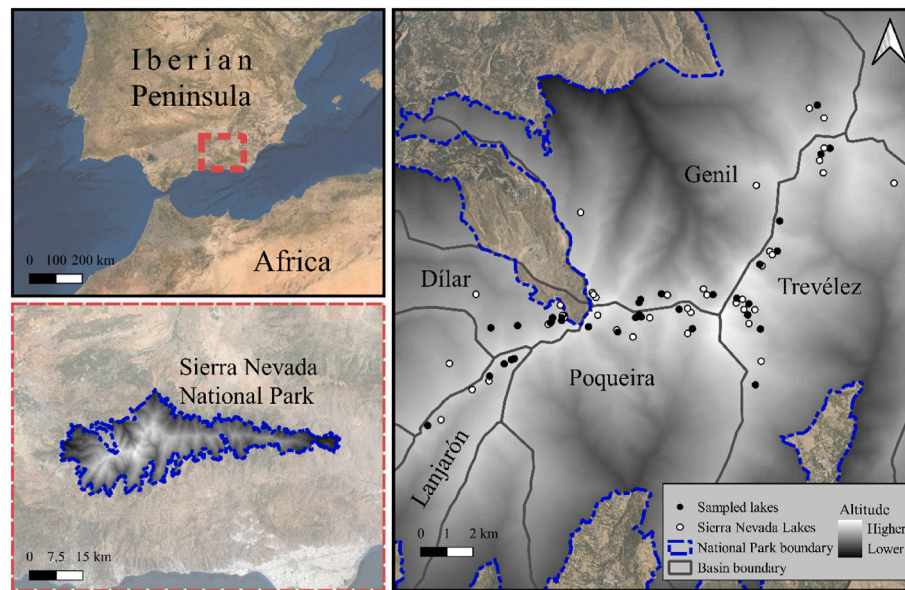 Iberian
Peninsula
Africa
0 100 200 km
Sierra Nevada
National Park
0 7,5 15 km
Genil
Dílar
Trevélez
Poqueira
Lanjarón
0 1 2 km
Sampled lakes
Sierra Nevada Lakes
National Park boundary
Basin boundary
Altitude
Higher
Lower